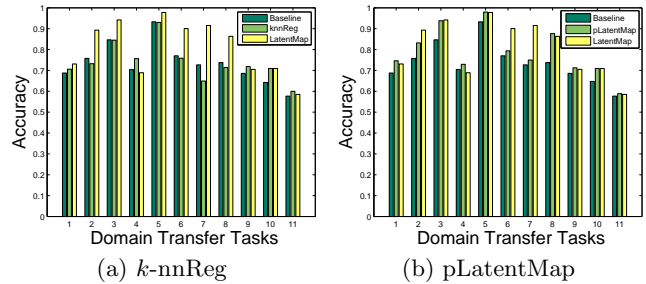 1
0.9
0.8
0.7
0.6
0.5
0.4
0.3
0.2
0.1
0
Accuracy
Baseline
knnReg
LatentMap
1 2 3 4 5 6 7 8 9 10 11
Domain Transfer Tasks
(a) k-nnReg
1
0.9
0.8
0.7
0.6
0.5
0.4
0.3
0.2
0.1
0
Accuracy
Baseline
pLatentMap
LatentMap
1 2 3 4 5 6 7 8 9 10 11
Domain Transfer Tasks
(b) pLatentMap